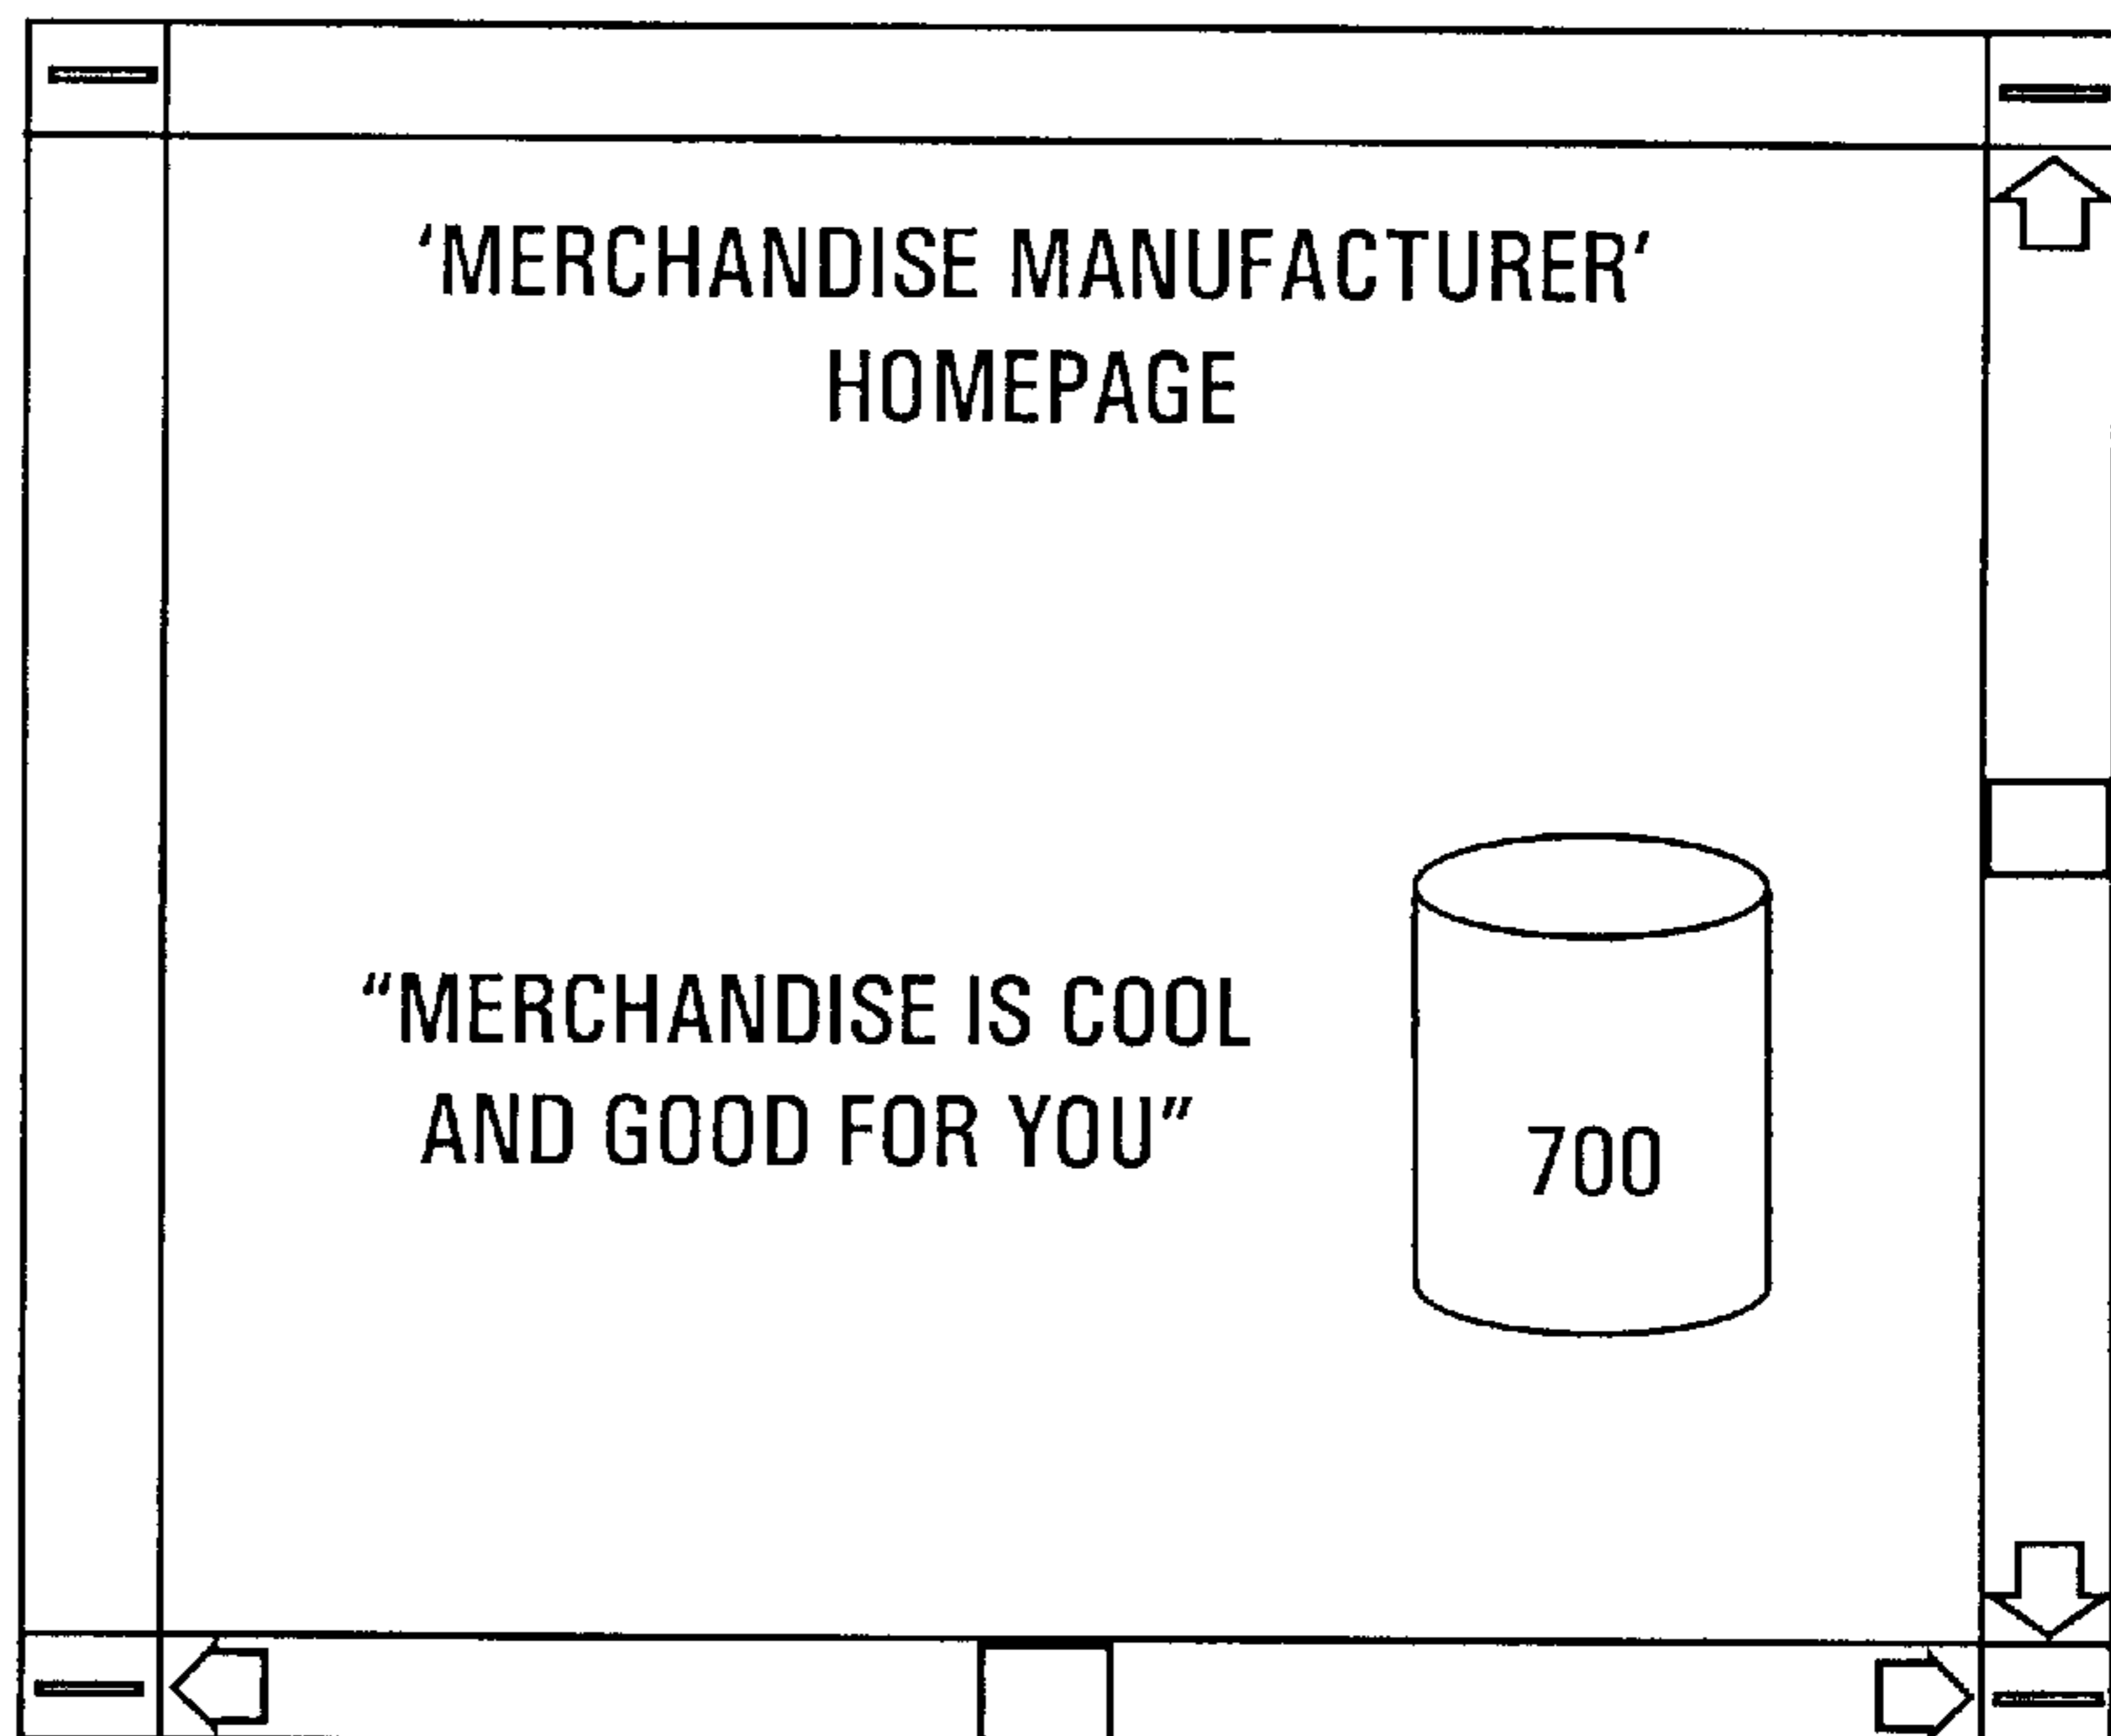 'MERCHANDISE MANUFACTURER'
HOMEPAGE
"MERCHANDISE IS COOL
AND GOOD FOR YOU"
700